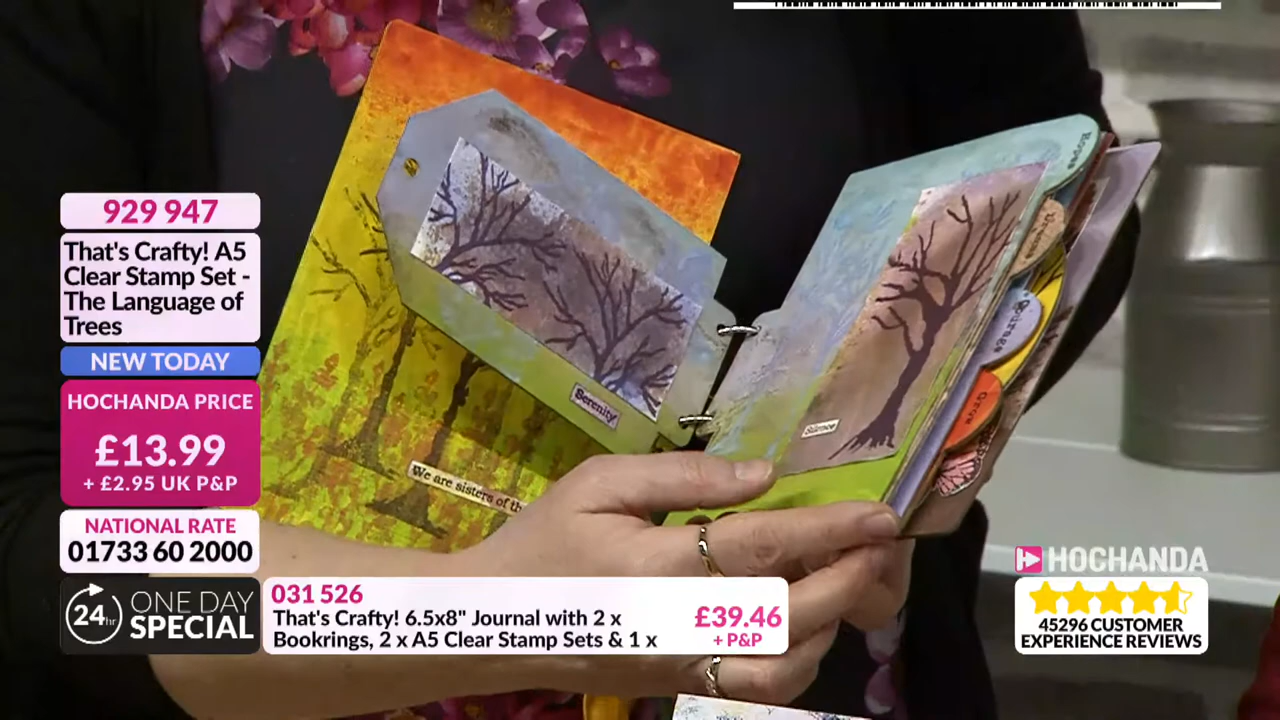 929 947
That's Crafty! A5
Clear Stamp Set -
The Language of
Trees
NEW TODAY
HOCHANDA PRICE
£13.99
+ £2.95 UK P&P
NATIONAL RATE
01733 60 2000
24hr
ONE DAY
SPECIAL
031 526
That's Crafty! 6.5x8" Journal with 2 x
Bookrings, 2 x A5 Clear Stamp Sets & 1 x
£39.46
+ P&P
HOCHANDA
45296 CUSTOMER
EXPERIENCE REVIEWS
Serenity
We are sisters of th
Silence
Grow